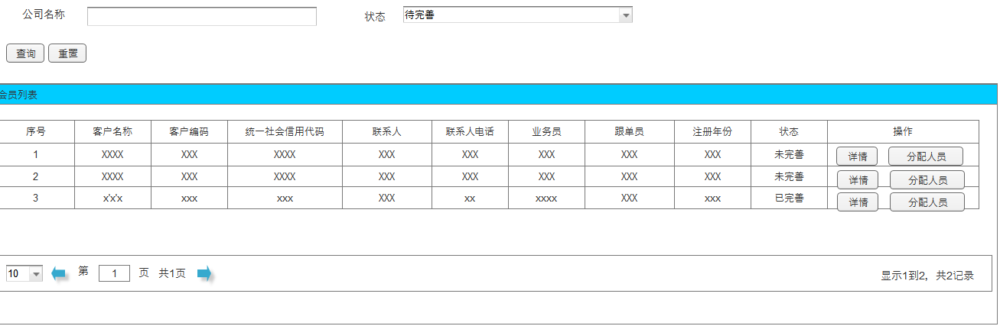 公司名称 状态 待完善
查询 重置
会员列表
序号 客户名称 客户编码 统一社会信用代码 联系人 联系人电话 业务员 跟单员 注册年份 状态 操作
1 XXXX XXX XXXX XXX XXX XXX XXX XXX 未完善 详情 分配人员
2 XXXX XXX XXXX XXX XXX XXX XXX XXX 未完善 详情 分配人员
3 x'x'x xxx xxx XXX xx xxxx XXX xxx 已完善 详情 分配人员
10 第 1 页 共1页 显示1到2，共2记录